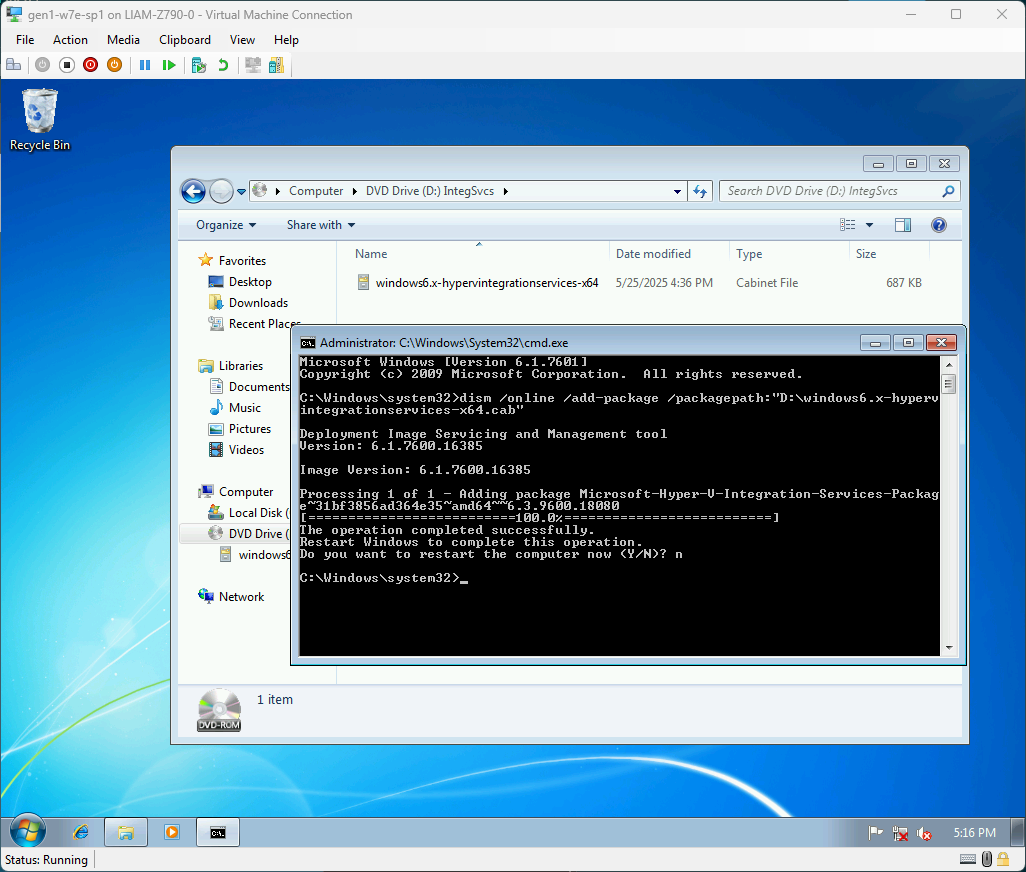 gen1-w7e-sp1 on LIAM-Z790-0 - Virtual Machine Connection
File Action Media Clipboard View Help
Recycle Bin
Computer DVD Drive (D:) IntegSvcs
Search DVD Drive (D:) IntegSvcs
Organize Share with
Favorites
Desktop
Downloads
Recent Places
Libraries
Documents
Music
Pictures
Videos
Computer
Local Disk (
DVD Drive (
windows6
Network
Name Date modified Type Size
windows6.x-hypervintegrationservices-x64 5/25/2025 4:36 PM Cabinet File 687 KB
Administrator: C:\Windows\System32\cmd.exe
Microsoft Windows [Version 6.1.7601]
Copyright (c) 2009 Microsoft Corporation.  All rights reserved.
C:\Windows\system32>dism /online /add-package /packagepath:"D:\windows6.x-hyperv
integrationservices-x64.cab"
Deployment Image Servicing and Management tool
Version: 6.1.7600.16385
Image Version: 6.1.7600.16385
Processing 1 of 1 - Adding package Microsoft-Hyper-V-Integration-Services-Packag
e~31bf3856ad364e35~amd64~~6.3.9600.18080
[==========================100.0%==========================]
The operation completed successfully.
Restart Windows to complete this operation.
Do you want to restart the computer now (Y/N)? n
C:\Windows\system32>_
DVD-ROM
1 item
5:16 PM
Status: Running